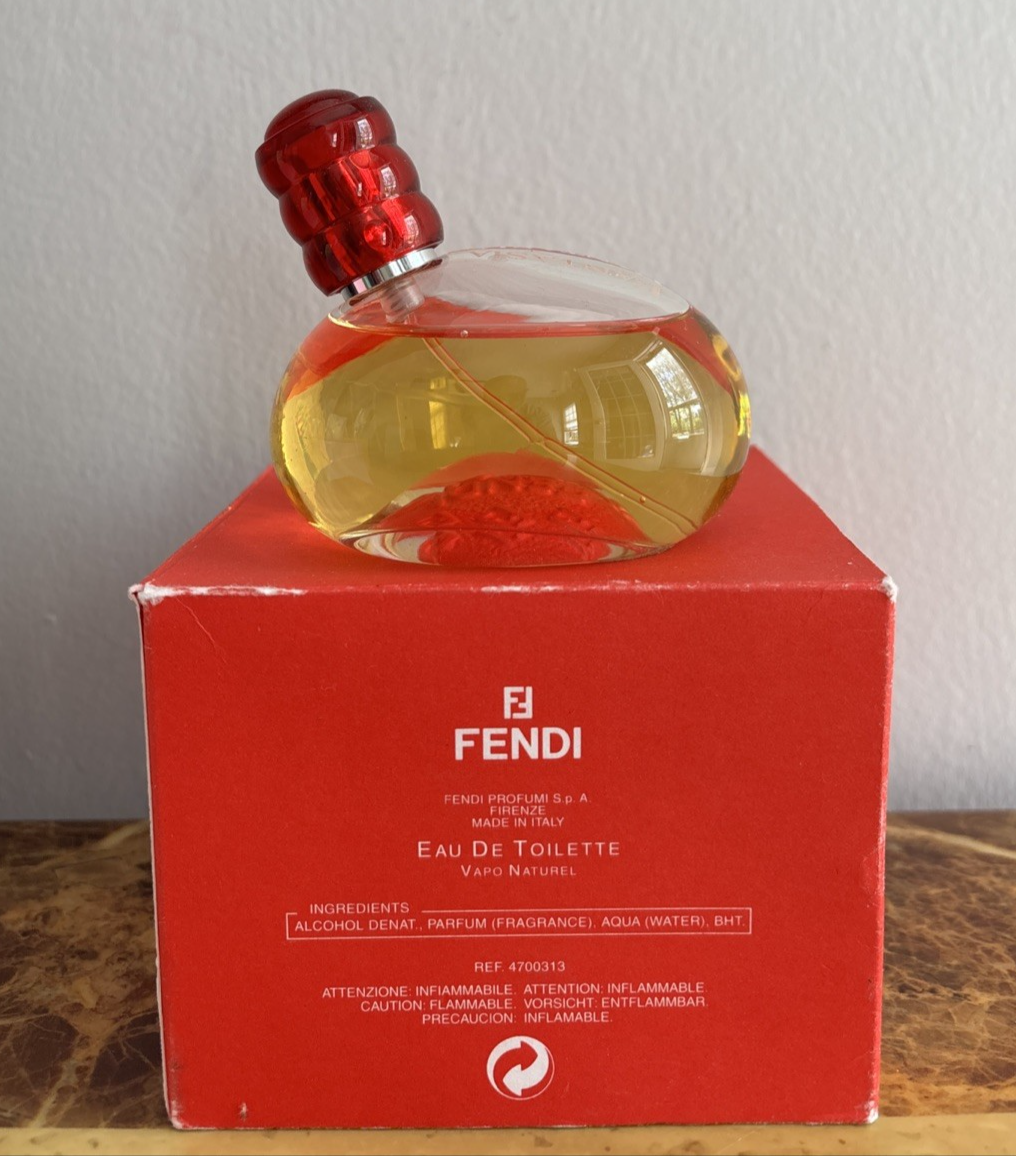 FENDI
FENDI PROFUMI S.p. A.
FIRENZE
MADE IN ITALY
EAU DE TOILETTE
VAPO NATUREL
INGREDIENTS
ALCOHOL DENAT., PARFUM (FRAGRANCE), AQUA (WATER), BHT.
REF. 4700313
ATTENZIONE: INFIAMMABILE. ATTENTION: INFLAMMABLE.
CAUTION: FLAMMABLE. VORSICHT: ENTFLAMMBAR.
PRECAUCION: INFLAMABLE.